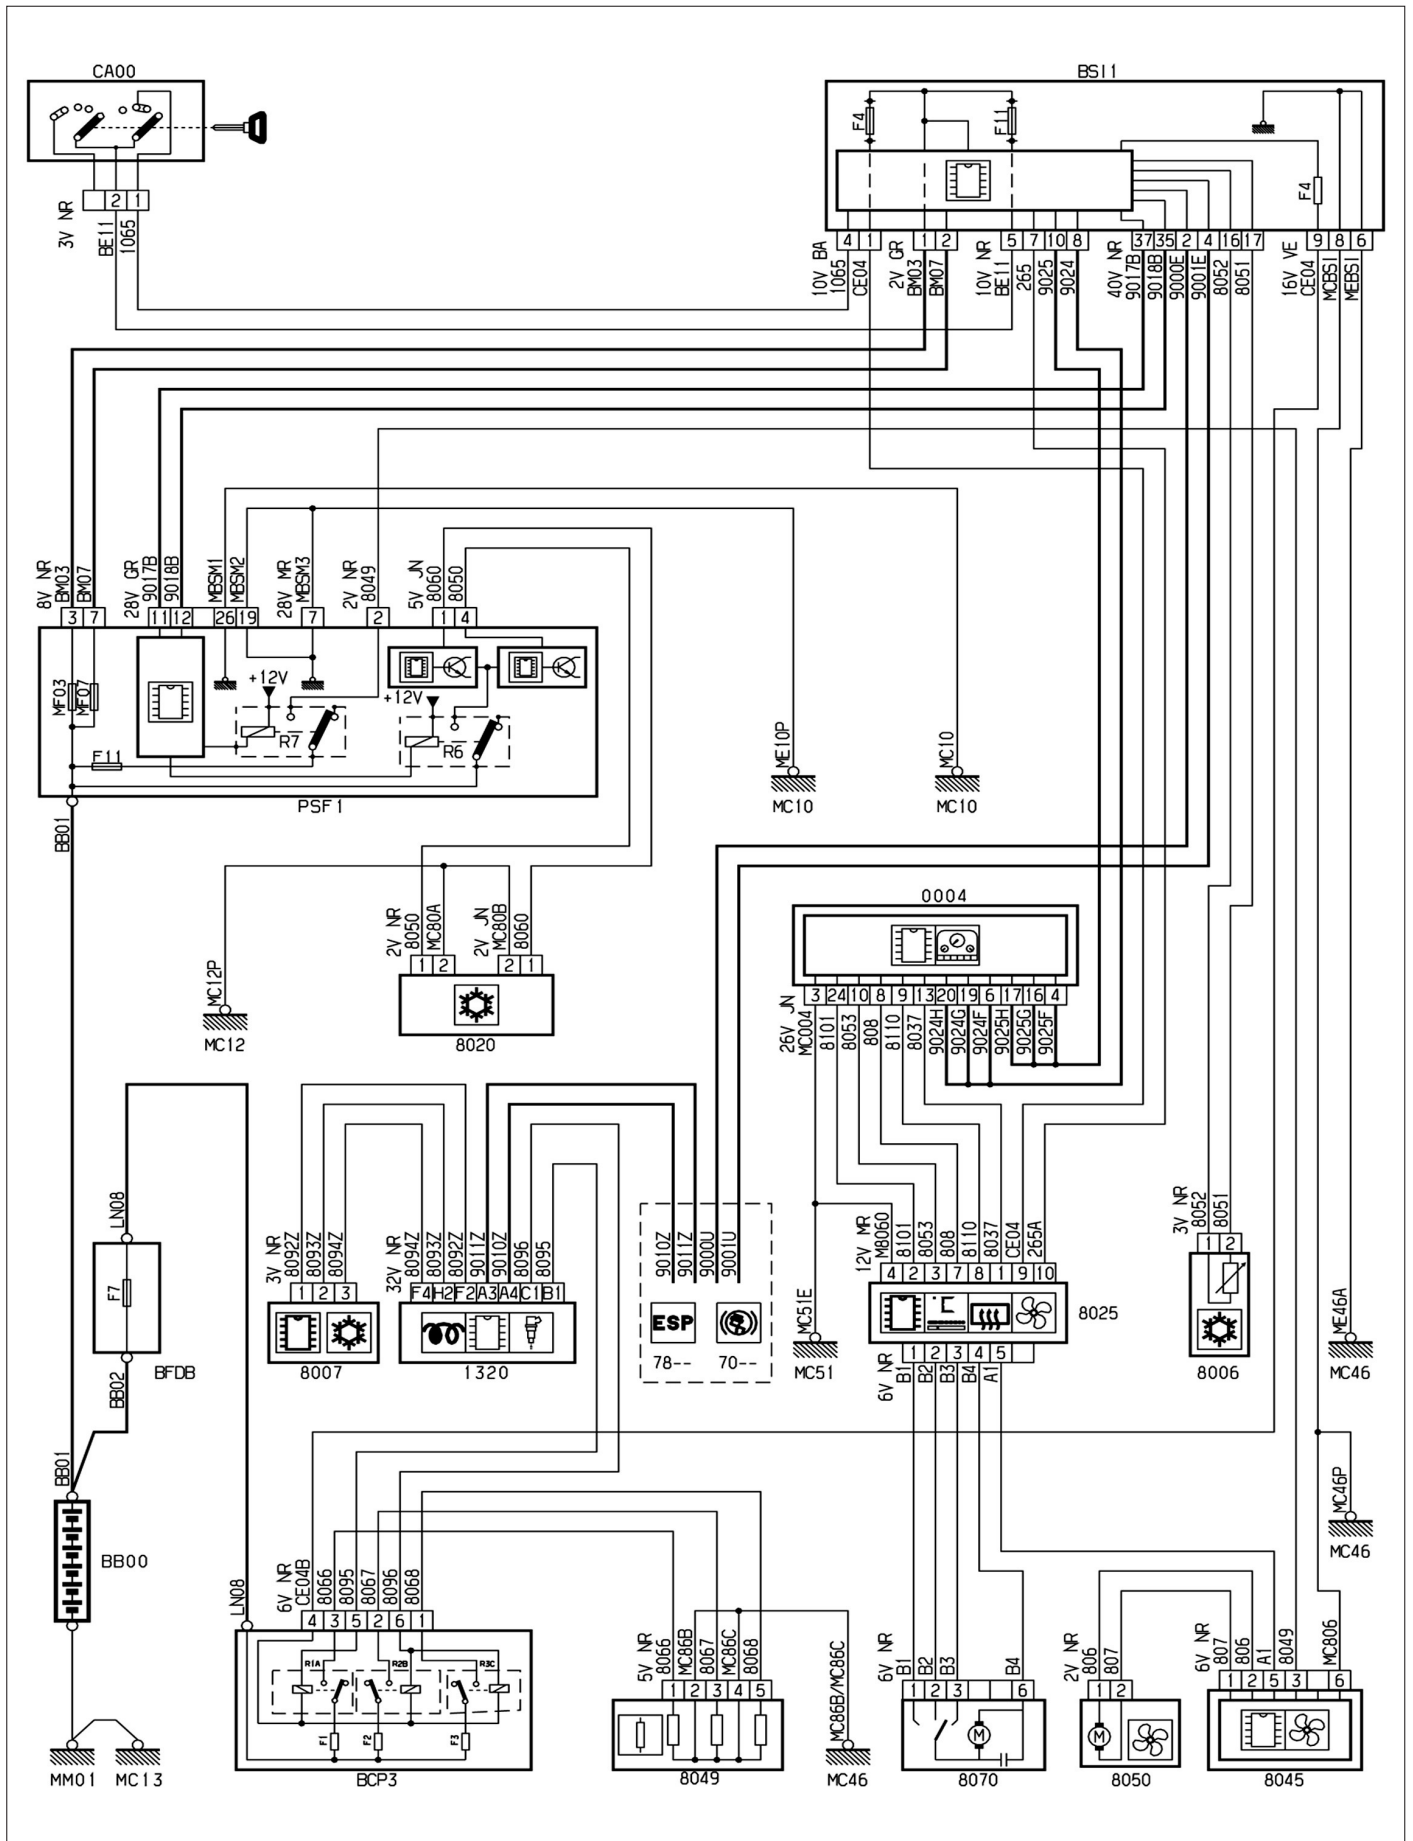 CA00
3V NR
2 1
BE11
1065
BSI1
F4
F11
F4
4 1
1 2
5 7 10 8
37 35 2 4 16 17
9 8 6
10V BA
1065
CE04
2V GR
BM03
BM07
10V NR
BE11
265
9025
9024
40V NR
9017B
9018B
9000E
9001E
8052
8051
16V VE
CE04
MCBSI
MEBSI
8V NR
BM03
BM07
28V GR
9017B
9018B
MBSM1
MBSM2
28V MR
MBSM3
2V NR
8049
5V JN
8060
8050
3 7
11 12 26 19
7
2
1 4
MF03
MF07
+12V
R7
+12V
R6
F11
PSF1
BB01
ME10P
MC10
MC10
MC10
MC12P
MC12
2V NR
8050
MC80A
2V JN
MC80B
8060
1 2
2 1
8020
0004
3 24 10 8 9 13 20 19 6 17 16 4
26V JN
MC004
8101
8053
808
8110
8037
9024H
9024G
9024F
9025H
9025G
9025F
LN08
F7
BFDB
BB02
BB01
BB00
MM01
MC13
3V NR
8092Z
8093Z
8094Z
1 2 3
8007
32V NR
8094Z
8093Z
8092Z
9011Z
9010Z
8096
8095
F4 H2 F2 A3 A4 C1 B1
1320
9010Z
9011Z
9000U
9001U
ESP
78--
70--
MC51E
MC51
12V MR
M8060
8101
8053
808
8110
8037
CE04
265A
4 2 3 7 8 1 9 10
°C
8025
1 2 3 4 5
6V NR
B1
B2
B3
B4
A1
3V NR
8052
8051
1 2
8006
ME46A
MC46
MC46P
MC46
LN08
6V NR
CE04B
8066
8095
8067
8096
8068
4 3 5 2 6 1
R1A
R2B
R3C
F1
F2
F3
BCP3
5V NR
8066
MC86B
8067
MC86C
8068
1 2 3 4 5
8049
MC86B/MC86C
MC46
6V NR
B1
B2
B3
B4
1 2 3 6
M
8070
2V NR
806
807
1 2
M
8050
6V NR
807
806
A1
8049
MC806
1 2 5 3 6
8045